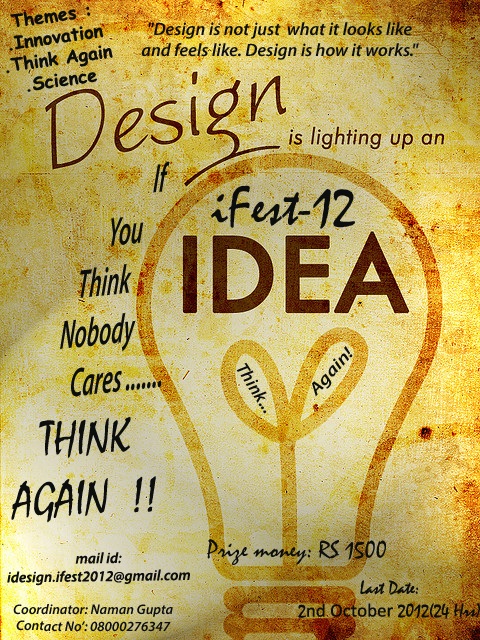 Themes :
.Innovation
.Think Again
.Science
"Design is not just what it looks like
and feels like. Design is how it works."
Design
is lighting up an
iFest-12
IDEA
If
You
Think
Nobody
Cares.......
THINK
AGAIN !!
Think...
Again!
Prize money: RS 1500
mail id:
idesign.ifest2012@gmail.com
Last Date:
2nd October 2012(24 Hrs)
Coordinator: Naman Gupta
Contact No': 08000276347